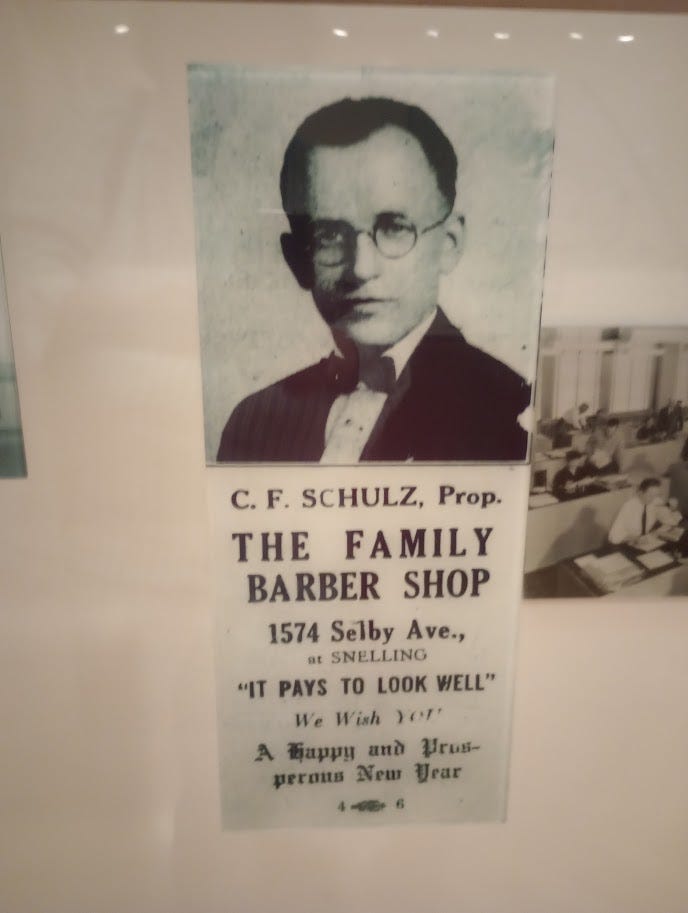 C. F. SCHULZ, Prop.
THE FAMILY
BARBER SHOP
1574 Selby Ave.,
at SNELLING
"IT PAYS TO LOOK WELL"
We Wish YOU
A Happy and Pros-
perous New Year
4 6